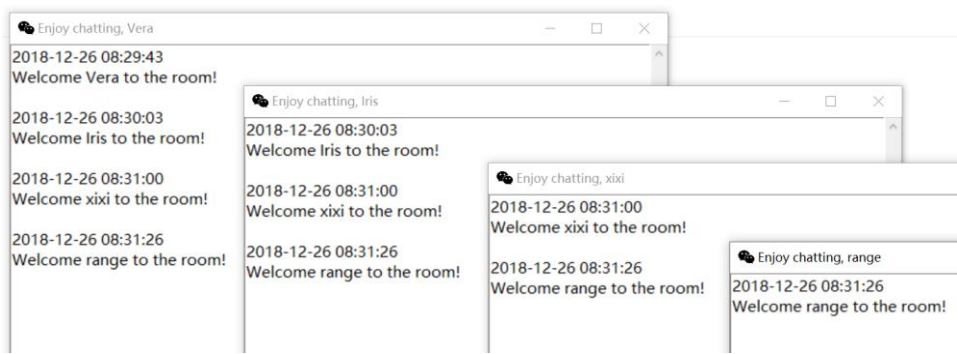 Enjoy chatting, Vera
2018-12-26 08:29:43
Welcome Vera to the room!
2018-12-26 08:30:03
Welcome Iris to the room!
2018-12-26 08:31:00
Welcome xixi to the room!
2018-12-26 08:31:26
Welcome range to the room!
Enjoy chatting, Iris
2018-12-26 08:30:03
Welcome Iris to the room!
2018-12-26 08:31:00
Welcome xixi to the room!
2018-12-26 08:31:26
Welcome range to the room!
Enjoy chatting, xixi
2018-12-26 08:31:00
Welcome xixi to the room!
2018-12-26 08:31:26
Welcome range to the room!
Enjoy chatting, range
2018-12-26 08:31:26
Welcome range to the room!